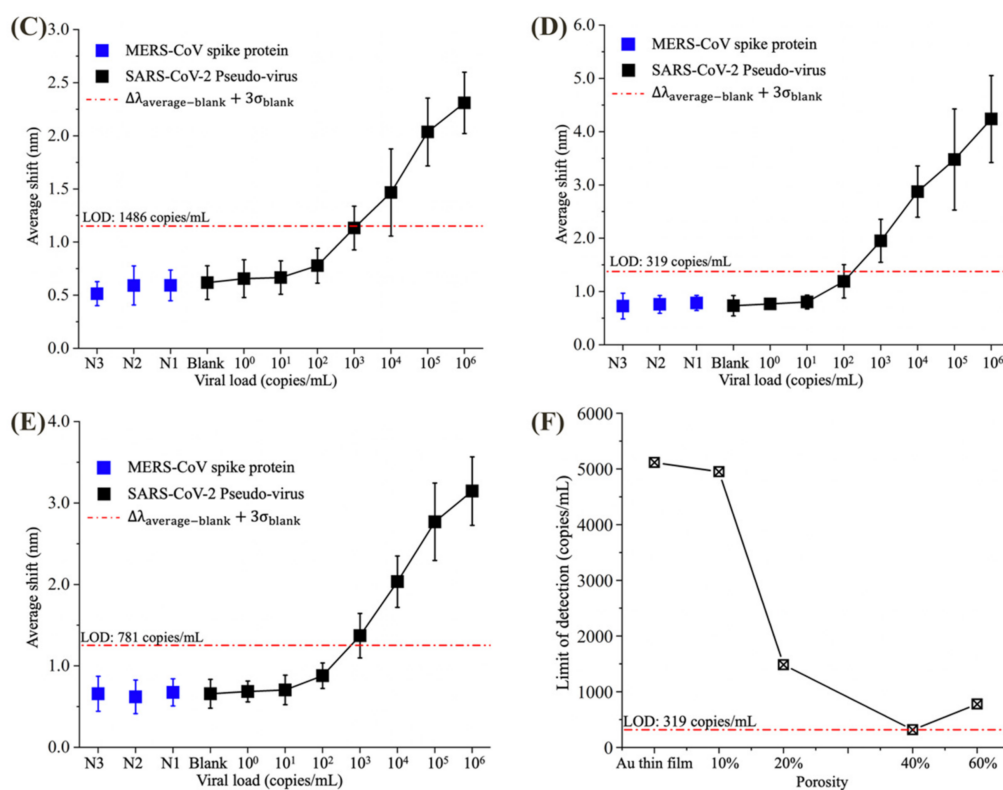 (C)
3.0
2.5
2.0
1.5
1.0
0.5
0.0
Average shift (nm)
MERS-CoV spike protein
SARS-CoV-2 Pseudo-virus
Δλaverage−blank + 3σblank
LOD: 1486 copies/mL
N3 N2 N1 Blank 10⁰ 10¹ 10² 10³ 10⁴ 10⁵ 10⁶
Viral load (copies/mL)
(D)
6.0
5.0
4.0
3.0
2.0
1.0
0.0
Average shift (nm)
MERS-CoV spike protein
SARS-CoV-2 Pseudo-virus
Δλaverage−blank + 3σblank
LOD: 319 copies/mL
N3 N2 N1 Blank 10⁰ 10¹ 10² 10³ 10⁴ 10⁵ 10⁶
Viral load (copies/mL)
(E)
4.0
3.0
2.0
1.0
0.0
Average shift (nm)
MERS-CoV spike protein
SARS-CoV-2 Pseudo-virus
Δλaverage−blank + 3σblank
LOD: 781 copies/mL
N3 N2 N1 Blank 10⁰ 10¹ 10² 10³ 10⁴ 10⁵ 10⁶
Viral load (copies/mL)
(F)
6000
5000
4000
3000
2000
1000
0
Limit of detection (copies/mL)
LOD: 319 copies/mL
Au thin film 10% 20% 40% 60%
Porosity